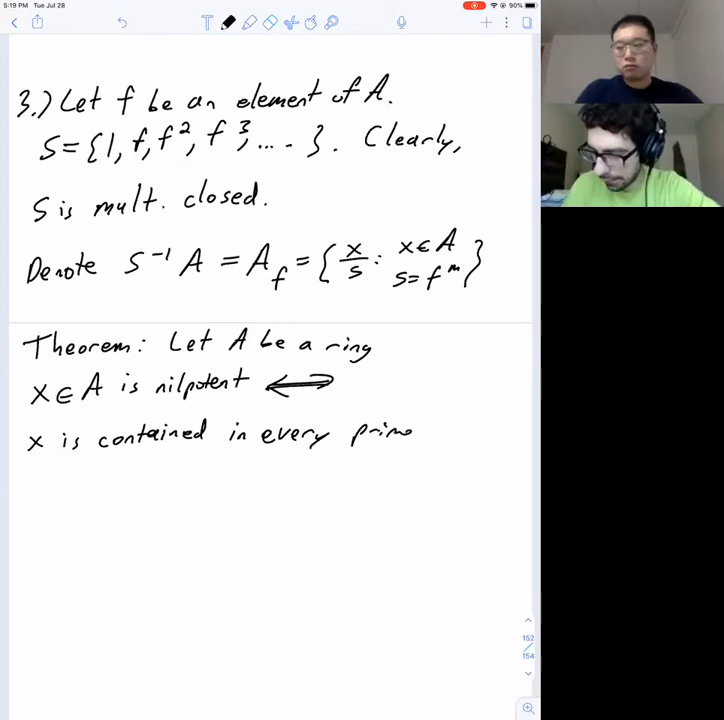 5:19 PM Tue Jul 28
90%
3.) Let f be an element of A.
S={1, f, f², f³, ....}. Clearly,
S is mult. closed.
Denote S⁻¹A = A_f = { x/s : x∈A s=fᵐ }
Theorem: Let A be a ring
x∈A is nilpotent ⟺
x is contained in every prime
152
/
154